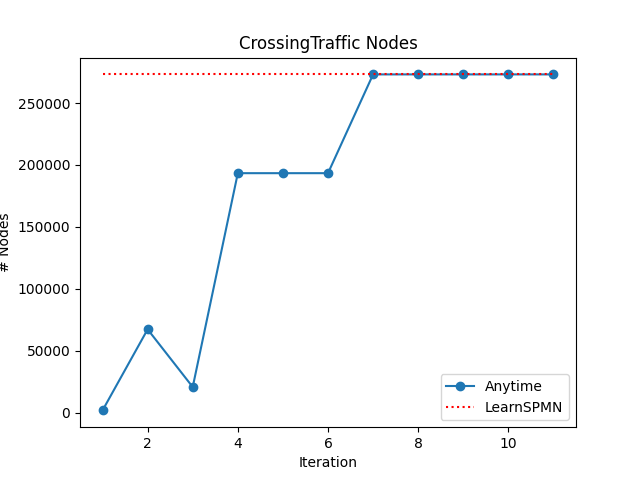 CrossingTraffic Nodes
# Nodes
250000
200000
150000
100000
50000
0
2 4 6 8 10
Iteration
Anytime
LearnSPMN